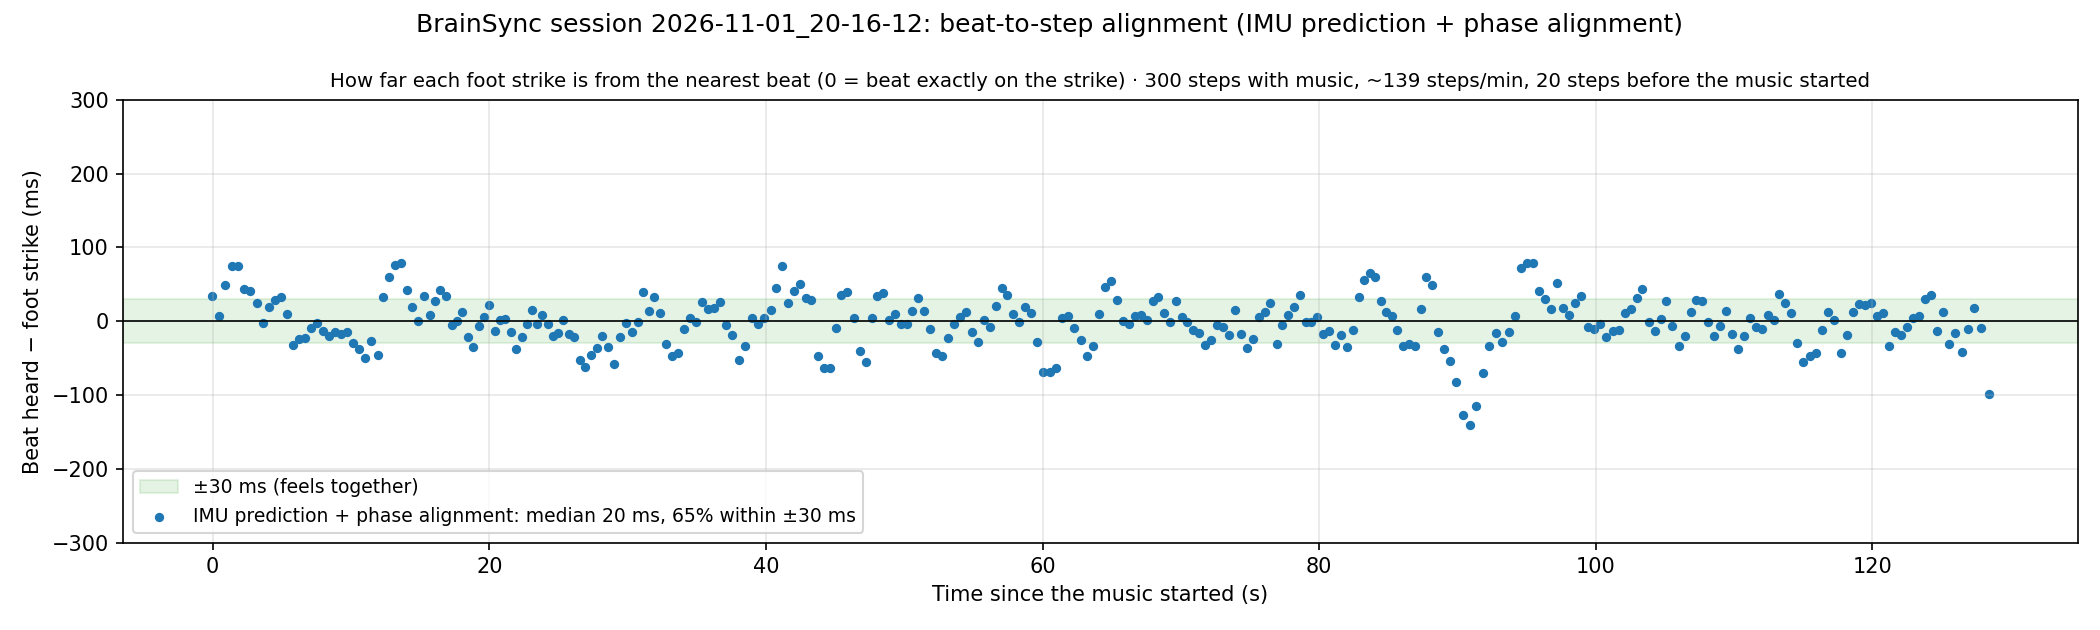 BrainSync session 2026-11-01_20-16-12: beat-to-step alignment (IMU prediction + phase alignment)
How far each foot strike is from the nearest beat (0 = beat exactly on the strike) · 300 steps with music, ~139 steps/min, 20 steps before the music started
Beat heard − foot strike (ms)
300
200
100
0
−100
−200
−300
±30 ms (feels together)
IMU prediction + phase alignment: median 20 ms, 65% within ±30 ms
0 20 40 60 80 100 120
Time since the music started (s)